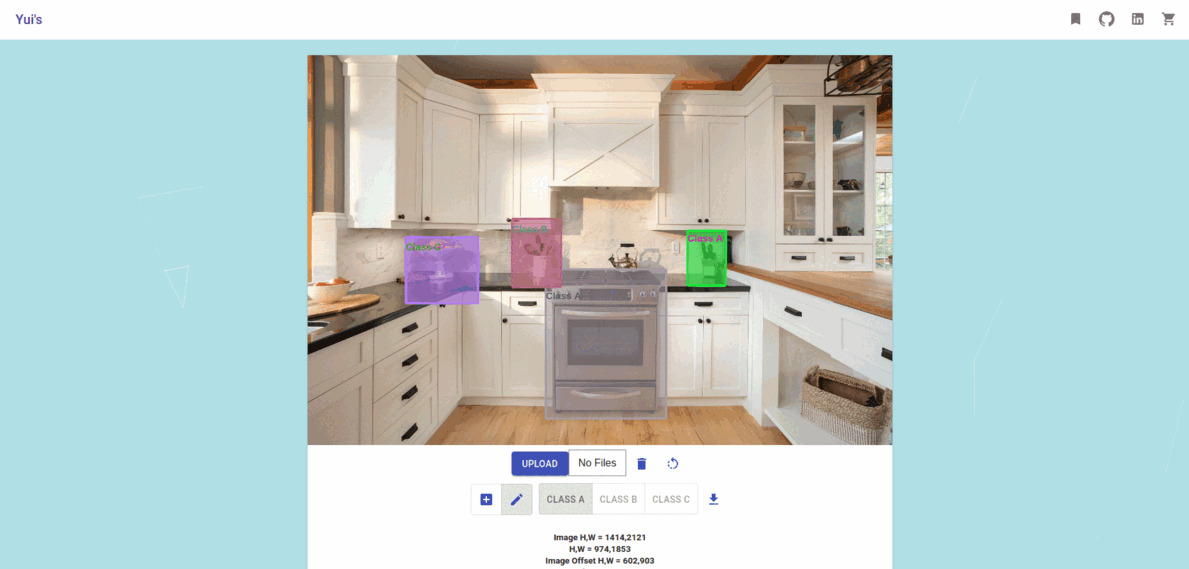 Yui's
Class B
Class A
Class C
Class A
UPLOAD
No Files
CLASS A
CLASS B
CLASS C
Image H,W = 1414,2121
H,W = 974,1853
Image Offset H,W = 602,903